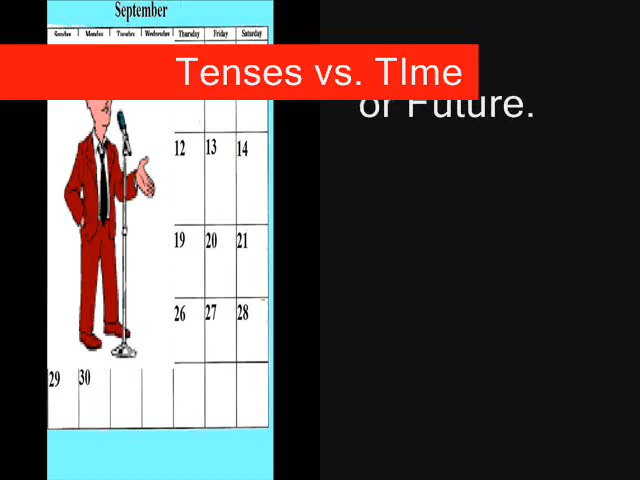 September
Sunday Monday Tuesday Wednesday Thursday Friday Saturday
Tenses vs. TIme
or Future.
12 13 14
19 20 21
26 27 28
29 30